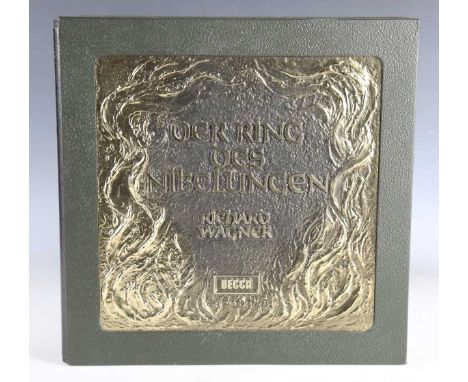 DER RING
DES
NIBELUNGEN
RICHARD
WAGNER
DECCA